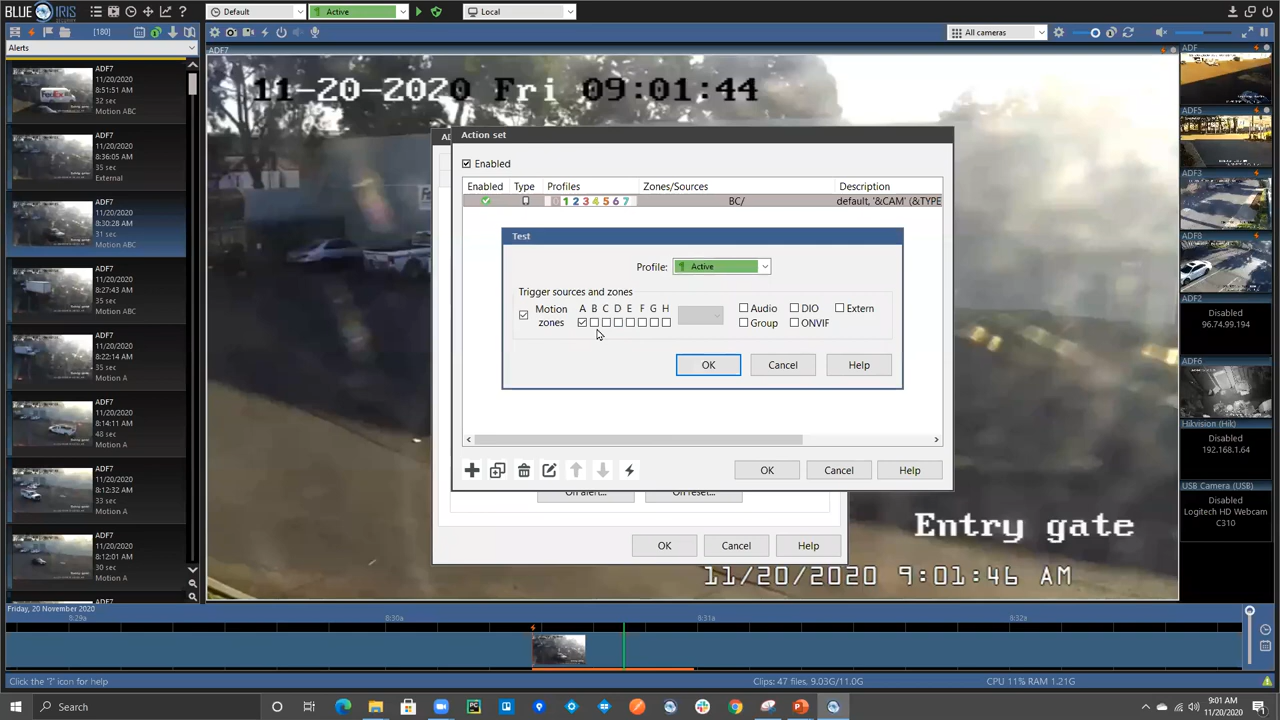 BLUE IRIS
SECURITY
Default
Active
Local
[180]
Alerts
All cameras
ADF7
11/20/2020
8:51:51 AM
32 sec
Motion ABC
ADF7
11/20/2020
8:36:05 AM
35 sec
External
ADF7
11/20/2020
8:30:28 AM
31 sec
Motion ABC
ADF7
11/20/2020
8:27:43 AM
35 sec
Motion ABC
ADF7
11/20/2020
8:22:14 AM
35 sec
Motion A
ADF7
11/20/2020
8:14:11 AM
48 sec
Motion A
ADF7
11/20/2020
8:12:32 AM
33 sec
Motion A
ADF7
11/20/2020
8:12:01 AM
30 sec
Motion A
ADF7
11-20-2020 Fri 09:01:44
Action set
Enabled
Enabled Type Profiles Zones/Sources Description
1 2 3 4 5 6 7 BC/ default, '&CAM' (&TYPE
Test
Profile: Active
Trigger sources and zones
Motion zones
A B C D E F G H
Audio DIO Extern
Group ONVIF
OK Cancel Help
OK Cancel Help
On alert... On reset...
OK Cancel Help
Entry gate
11/20/2020 9:01:46 AM
ADF
ADF5
ADF3
ADF8
ADF2
Disabled
96.74.99.194
ADF6
Hikvision (Hik)
Disabled
192.168.1.64
USB Camera (USB)
Disabled
Logitech HD Webcam
C310
Friday, 20 November 2020
8:29a 8:30a 8:31a 8:32a
Click the '?' icon for help
Clips: 47 files, 9.03G/11.0G
CPU 11% RAM 1.21G
Search
9:01 AM
11/20/2020